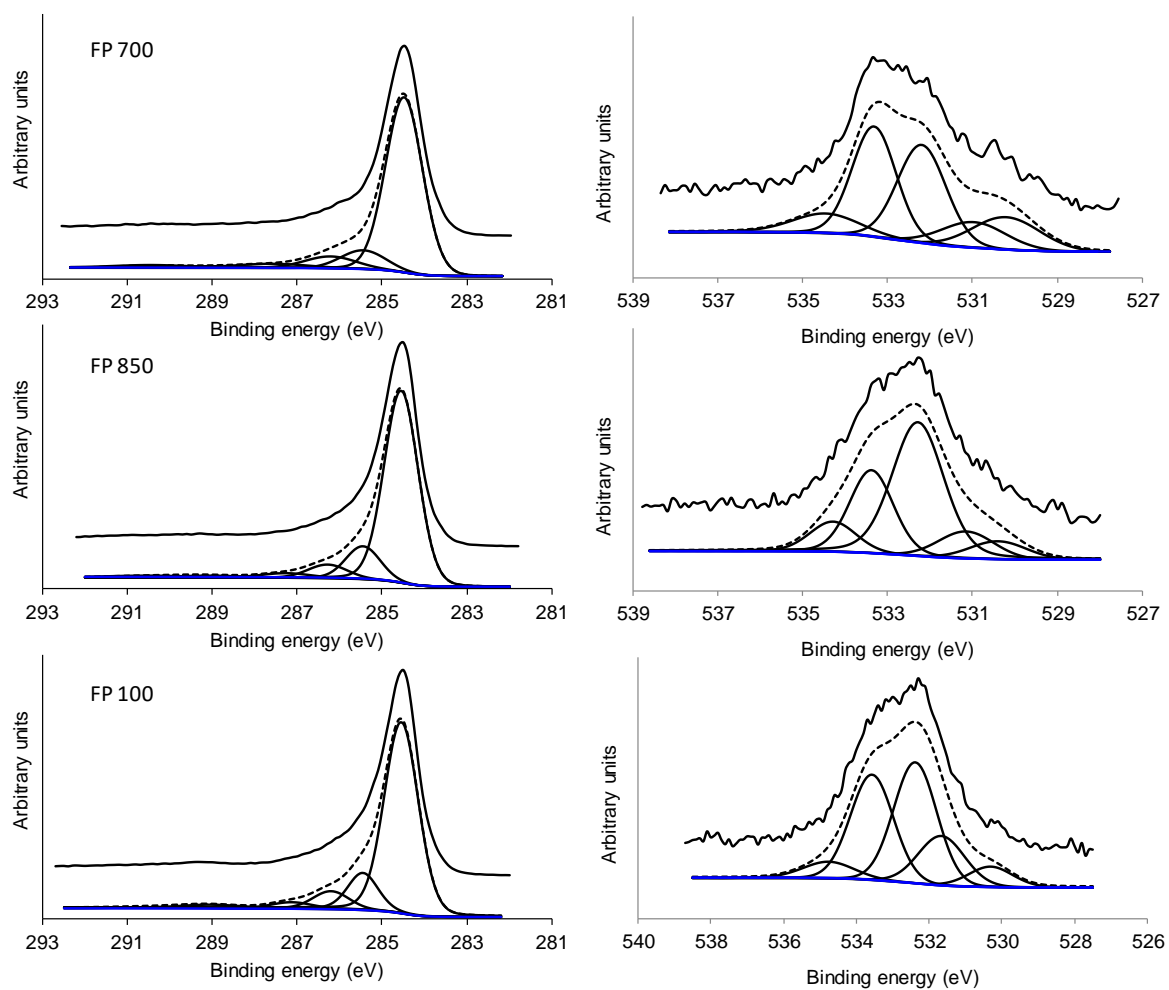 FP 700
Arbitrary units
293 291 289 287 285 283 281
Binding energy (eV)
Arbitrary units
539 537 535 533 531 529 527
Binding energy (eV)
FP 850
Arbitrary units
293 291 289 287 285 283 281
Binding energy (eV)
Arbitrary units
539 537 535 533 531 529 527
Binding energy (eV)
FP 100
Arbitrary units
293 291 289 287 285 283 281
Binding energy (eV)
Arbitrary units
540 538 536 534 532 530 528 526
Binding energy (eV)